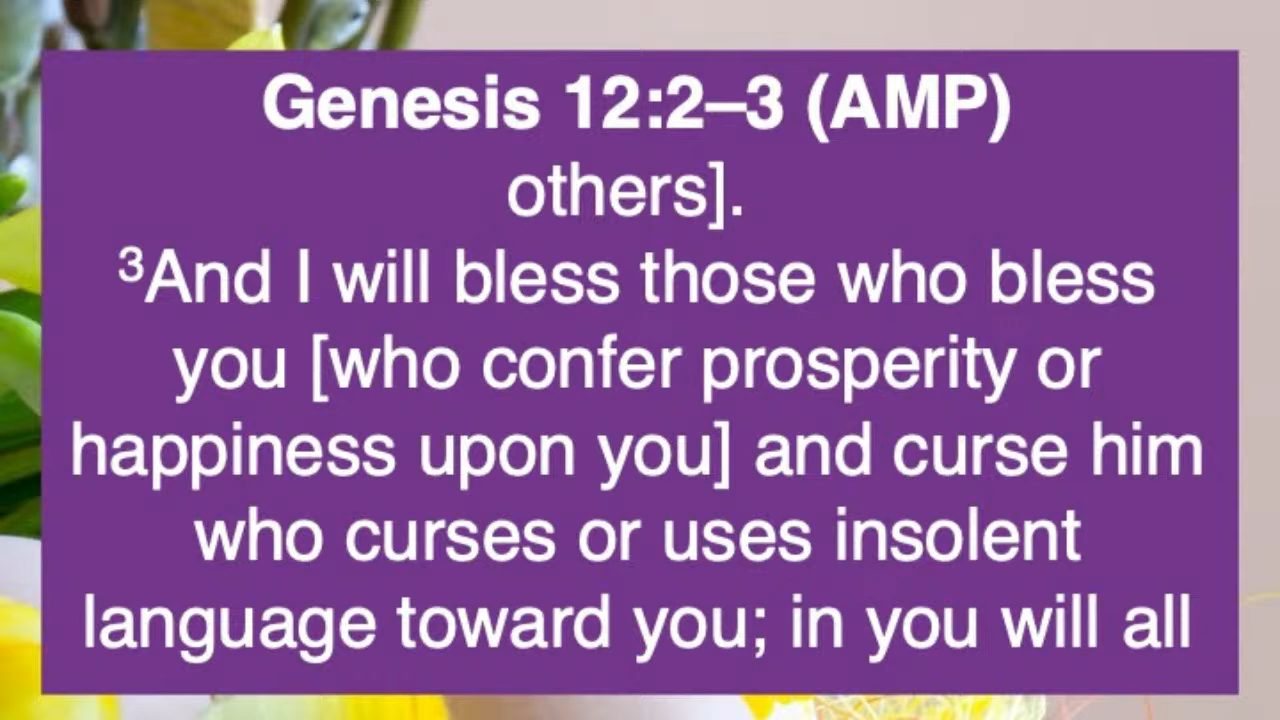 Genesis 12:2–3 (AMP)
others].
³And I will bless those who bless
you [who confer prosperity or
happiness upon you] and curse him
who curses or uses insolent
language toward you; in you will all